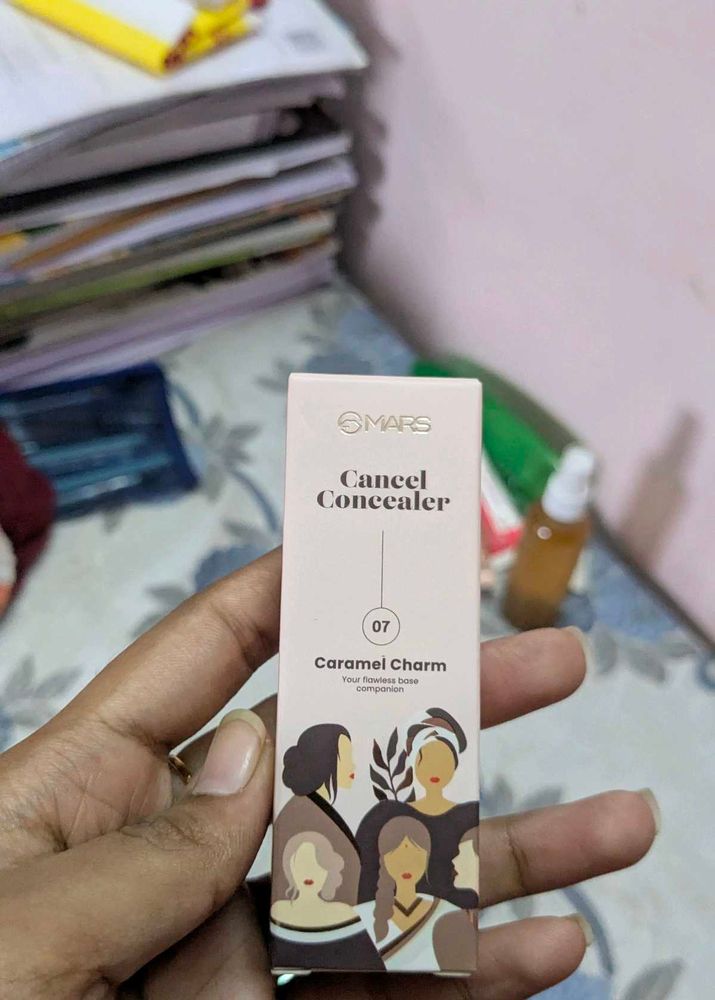 MARS
Cancel
Concealer
07
Caramel Charm
Your flawless base
companion